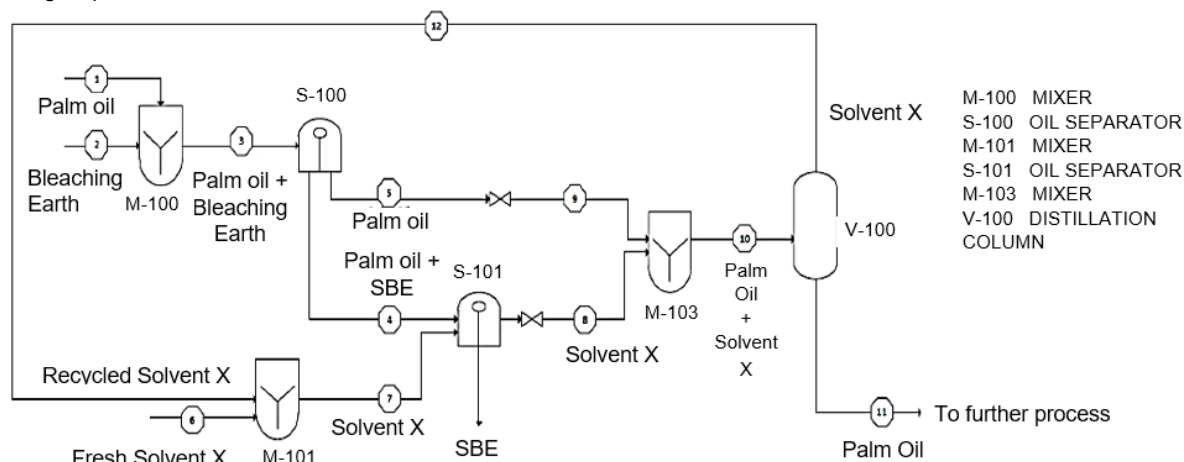 12
1
Palm oil
2
Bleaching
Earth
M-100
3
Palm oil +
Bleaching
Earth
S-100
5
Palm oil
9
Palm oil +
SBE
4
S-101
8
Solvent X
SBE
M-103
10
Palm
Oil
+
Solvent
X
Solvent X
V-100
11
Palm Oil
To further process
Recycled Solvent X
6
Fresh Solvent X
M-101
7
Solvent X
M-100 MIXER
S-100 OIL SEPARATOR
M-101 MIXER
S-101 OIL SEPARATOR
M-103 MIXER
V-100 DISTILLATION
COLUMN